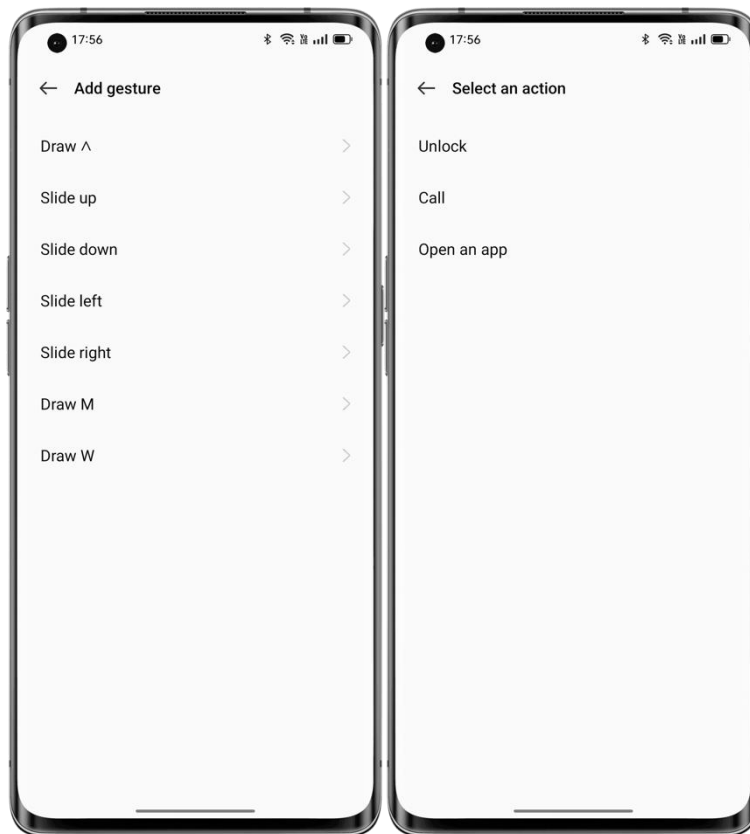 17:56
Add gesture
Draw ∧
Slide up
Slide down
Slide left
Slide right
Draw M
Draw W
17:56
Select an action
Unlock
Call
Open an app